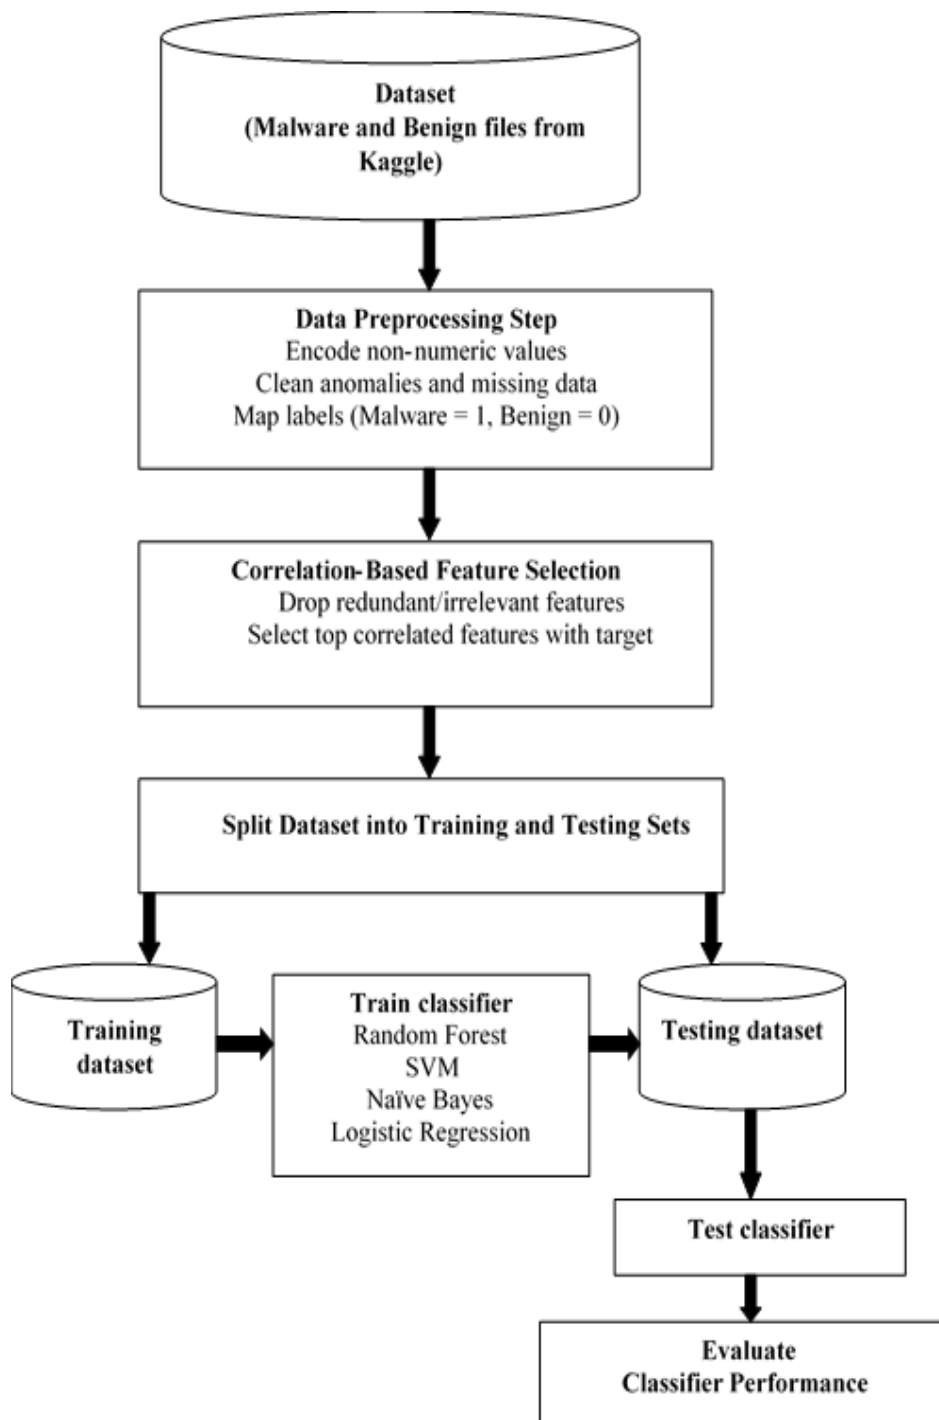 Dataset
(Malware and Benign files from
Kaggle)
Data Preprocessing Step
Encode non-numeric values
Clean anomalies and missing data
Map labels (Malware = 1, Benign = 0)
Correlation-Based Feature Selection
Drop redundant/irrelevant features
Select top correlated features with target
Split Dataset into Training and Testing Sets
Training
dataset
Train classifier
Random Forest
SVM
Naïve Bayes
Logistic Regression
Testing dataset
Test classifier
Evaluate
Classifier Performance